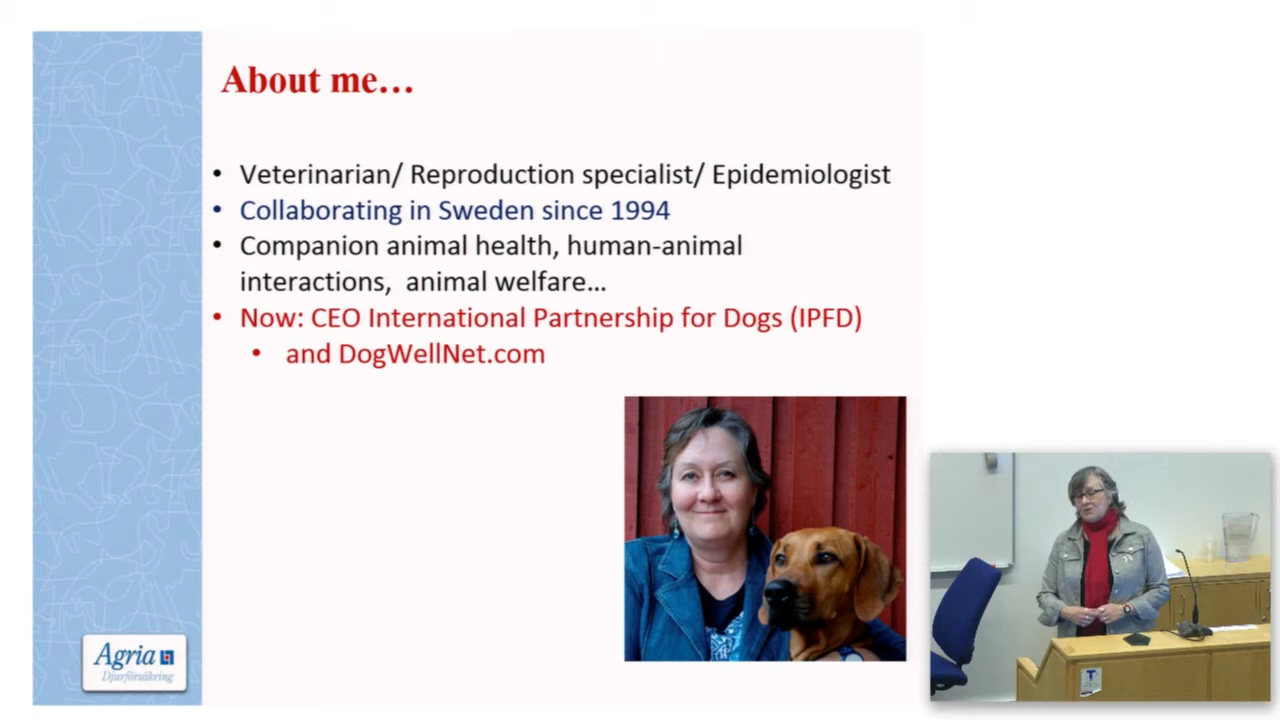 About me…
• Veterinarian/ Reproduction specialist/ Epidemiologist
• Collaborating in Sweden since 1994
• Companion animal health, human-animal
interactions, animal welfare…
• Now: CEO International Partnership for Dogs (IPFD)
• and DogWellNet.com
Agria
Djurförsäkring